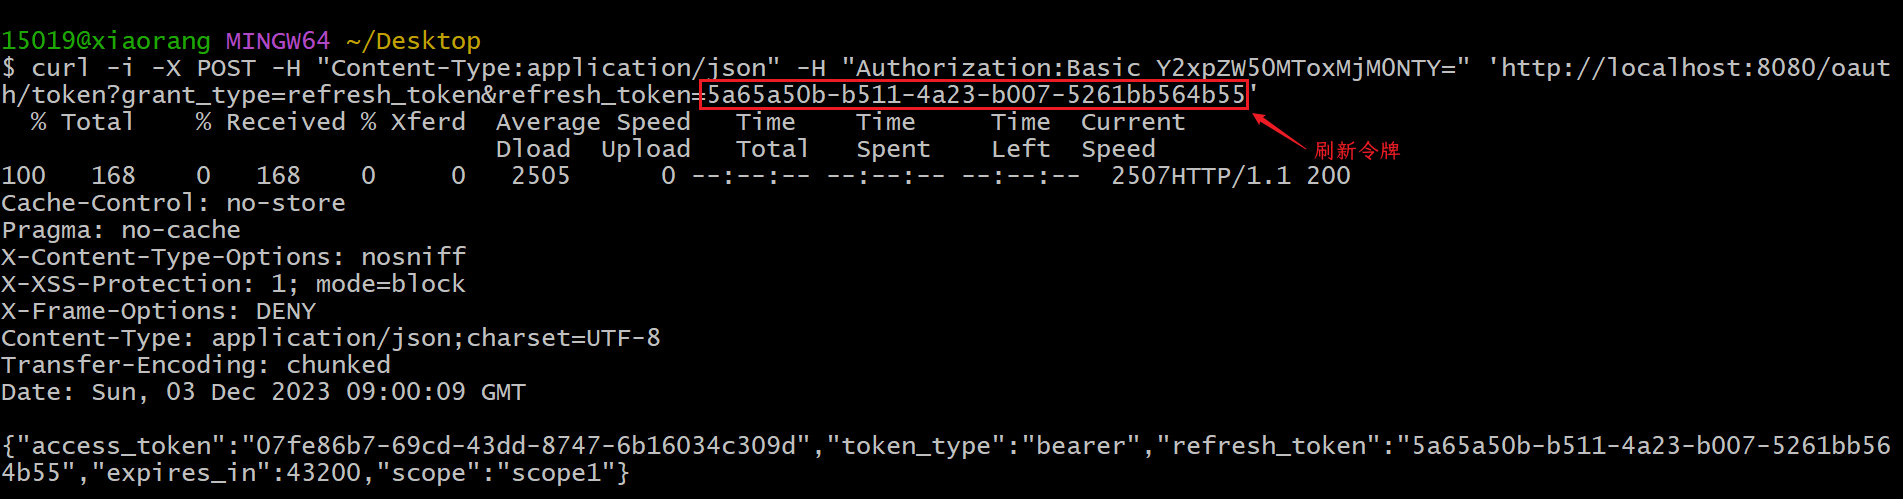 15019@xiaorang MINGW64 ~/Desktop
$ curl -i -X POST -H "Content-Type:application/json" -H "Authorization:Basic Y2xpZW50MToxMjM0NTY=" 'http://localhost:8080/oaut
h/token?grant_type=refresh_token&refresh_token=5a65a50b-b511-4a23-b007-5261bb564b55'
% Total % Received % Xferd Average Speed Time Time Time Current
Dload Upload Total Spent Left Speed
刷新令牌
100 168 0 168 0 0 2505 0 --:--:-- --:--:-- --:--:-- 2507HTTP/1.1 200
Cache-Control: no-store
Pragma: no-cache
X-Content-Type-Options: nosniff
X-XSS-Protection: 1; mode=block
X-Frame-Options: DENY
Content-Type: application/json;charset=UTF-8
Transfer-Encoding: chunked
Date: Sun, 03 Dec 2023 09:00:09 GMT
{"access_token":"07fe86b7-69cd-43dd-8747-6b16034c309d","token_type":"bearer","refresh_token":"5a65a50b-b511-4a23-b007-5261bb56
4b55","expires_in":43200,"scope":"scope1"}